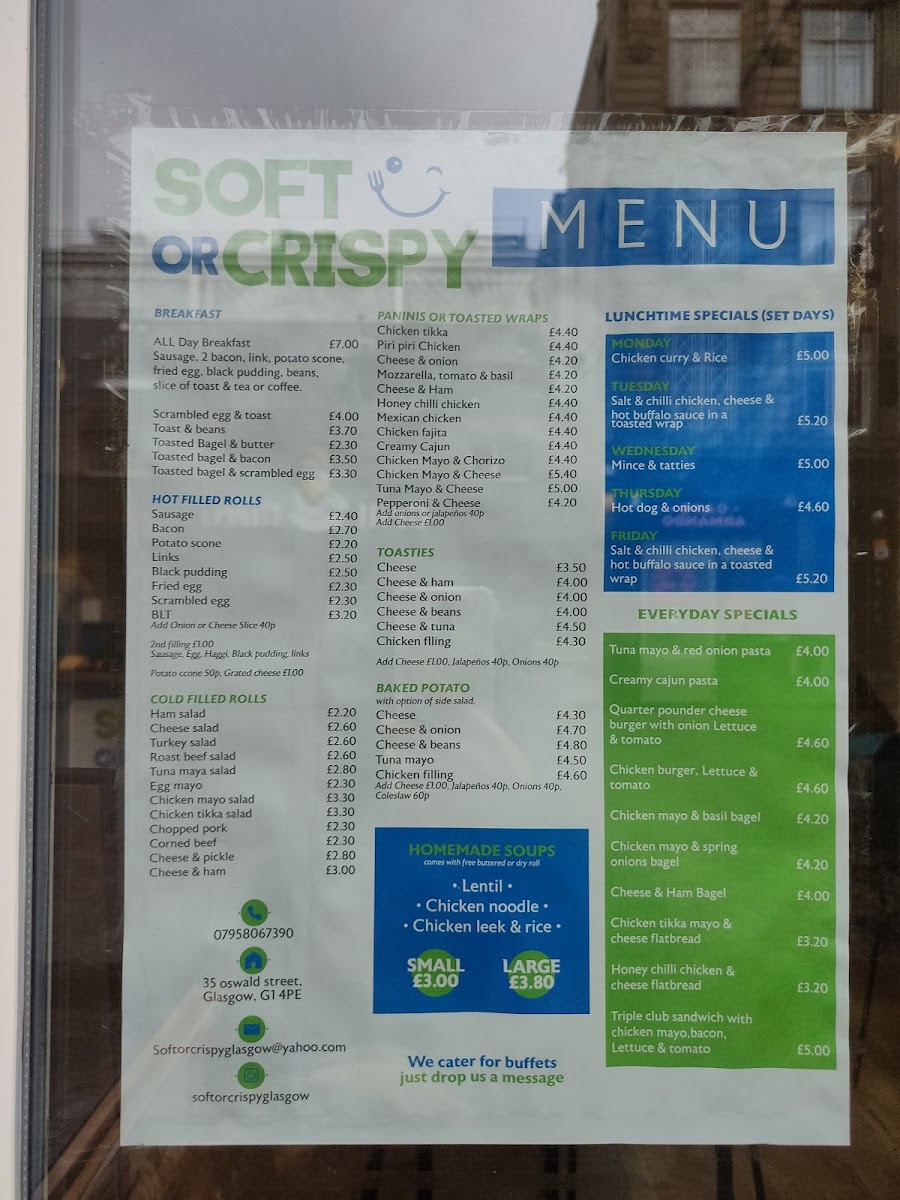 SOFT
OR CRISPY
MENU
BREAKFAST
ALL Day Breakfast £7.00
Sausage, 2 bacon, link, potato scone,
fried egg, black pudding, beans,
slice of toast & tea or coffee.
Scrambled egg & toast £4.00
Toast & beans £3.70
Toasted Bagel & butter £2.30
Toasted bagel & bacon £3.50
Toasted bagel & scrambled egg £3.30
HOT FILLED ROLLS
Sausage £2.40
Bacon £2.70
Potato scone £2.20
Links £2.50
Black pudding £2.50
Fried egg £2.30
Scrambled egg £2.30
BLT £3.20
Add Onion or Cheese Slice 40p
2nd filling £1.00
Sausage, Egg, Haggi, Black pudding, links
Potato ccone 50p, Grated cheese £1.00
COLD FILLED ROLLS
Ham salad £2.20
Cheese salad £2.60
Turkey salad £2.60
Roast beef salad £2.60
Tuna maya salad £2.80
Egg mayo £2.30
Chicken mayo salad £3.30
Chicken tikka salad £3.30
Chopped pork £2.30
Corned beef £2.30
Cheese & pickle £2.80
Cheese & ham £3.00
07958067390
35 oswald street,
Glasgow, G1 4PE
Softorcrispyglasgow@yahoo.com
softorcrispyglasgow
PANINIS OR TOASTED WRAPS
Chicken tikka £4.40
Piri piri Chicken £4.40
Cheese & onion £4.20
Mozzarella, tomato & basil £4.20
Cheese & Ham £4.20
Honey chilli chicken £4.40
Mexican chicken £4.40
Chicken fajita £4.40
Creamy Cajun £4.40
Chicken Mayo & Chorizo £4.40
Chicken Mayo & Cheese £5.40
Tuna Mayo & Cheese £5.00
Pepperoni & Cheese £4.20
Add onions or jalapeños 40p
Add Cheese £1.00
TOASTIES
Cheese £3.50
Cheese & ham £4.00
Cheese & onion £4.00
Cheese & beans £4.00
Cheese & tuna £4.50
Chicken flling £4.30
Add Cheese £1.00, Jalapeños 40p, Onions 40p
BAKED POTATO
with option of side salad.
Cheese £4.30
Cheese & onion £4.70
Cheese & beans £4.80
Tuna mayo £4.50
Chicken filling £4.60
Add Cheese £1.00, Jalapeños 40p, Onions 40p,
Coleslaw 60p
HOMEMADE SOUPS
comes with free buttered or dry roll
• Lentil •
• Chicken noodle •
• Chicken leek & rice •
SMALL LARGE
£3.00 £3.80
We cater for buffets
just drop us a message
LUNCHTIME SPECIALS (SET DAYS)
MONDAY
Chicken curry & Rice £5.00
TUESDAY
Salt & chilli chicken, cheese &
hot buffalo sauce in a
toasted wrap £5.20
WEDNESDAY
Mince & tatties £5.00
THURSDAY
Hot dog & onions £4.60
FRIDAY
Salt & chilli chicken, cheese &
hot buffalo sauce in a toasted
wrap £5.20
EVERYDAY SPECIALS
Tuna mayo & red onion pasta £4.00
Creamy cajun pasta £4.00
Quarter pounder cheese
burger with onion Lettuce
& tomato £4.60
Chicken burger, Lettuce &
tomato £4.60
Chicken mayo & basil bagel £4.20
Chicken mayo & spring
onions bagel £4.20
Cheese & Ham Bagel £4.00
Chicken tikka mayo &
cheese flatbread £3.20
Honey chilli chicken &
cheese flatbread £3.20
Triple club sandwich with
chicken mayo,bacon,
Lettuce & tomato £5.00